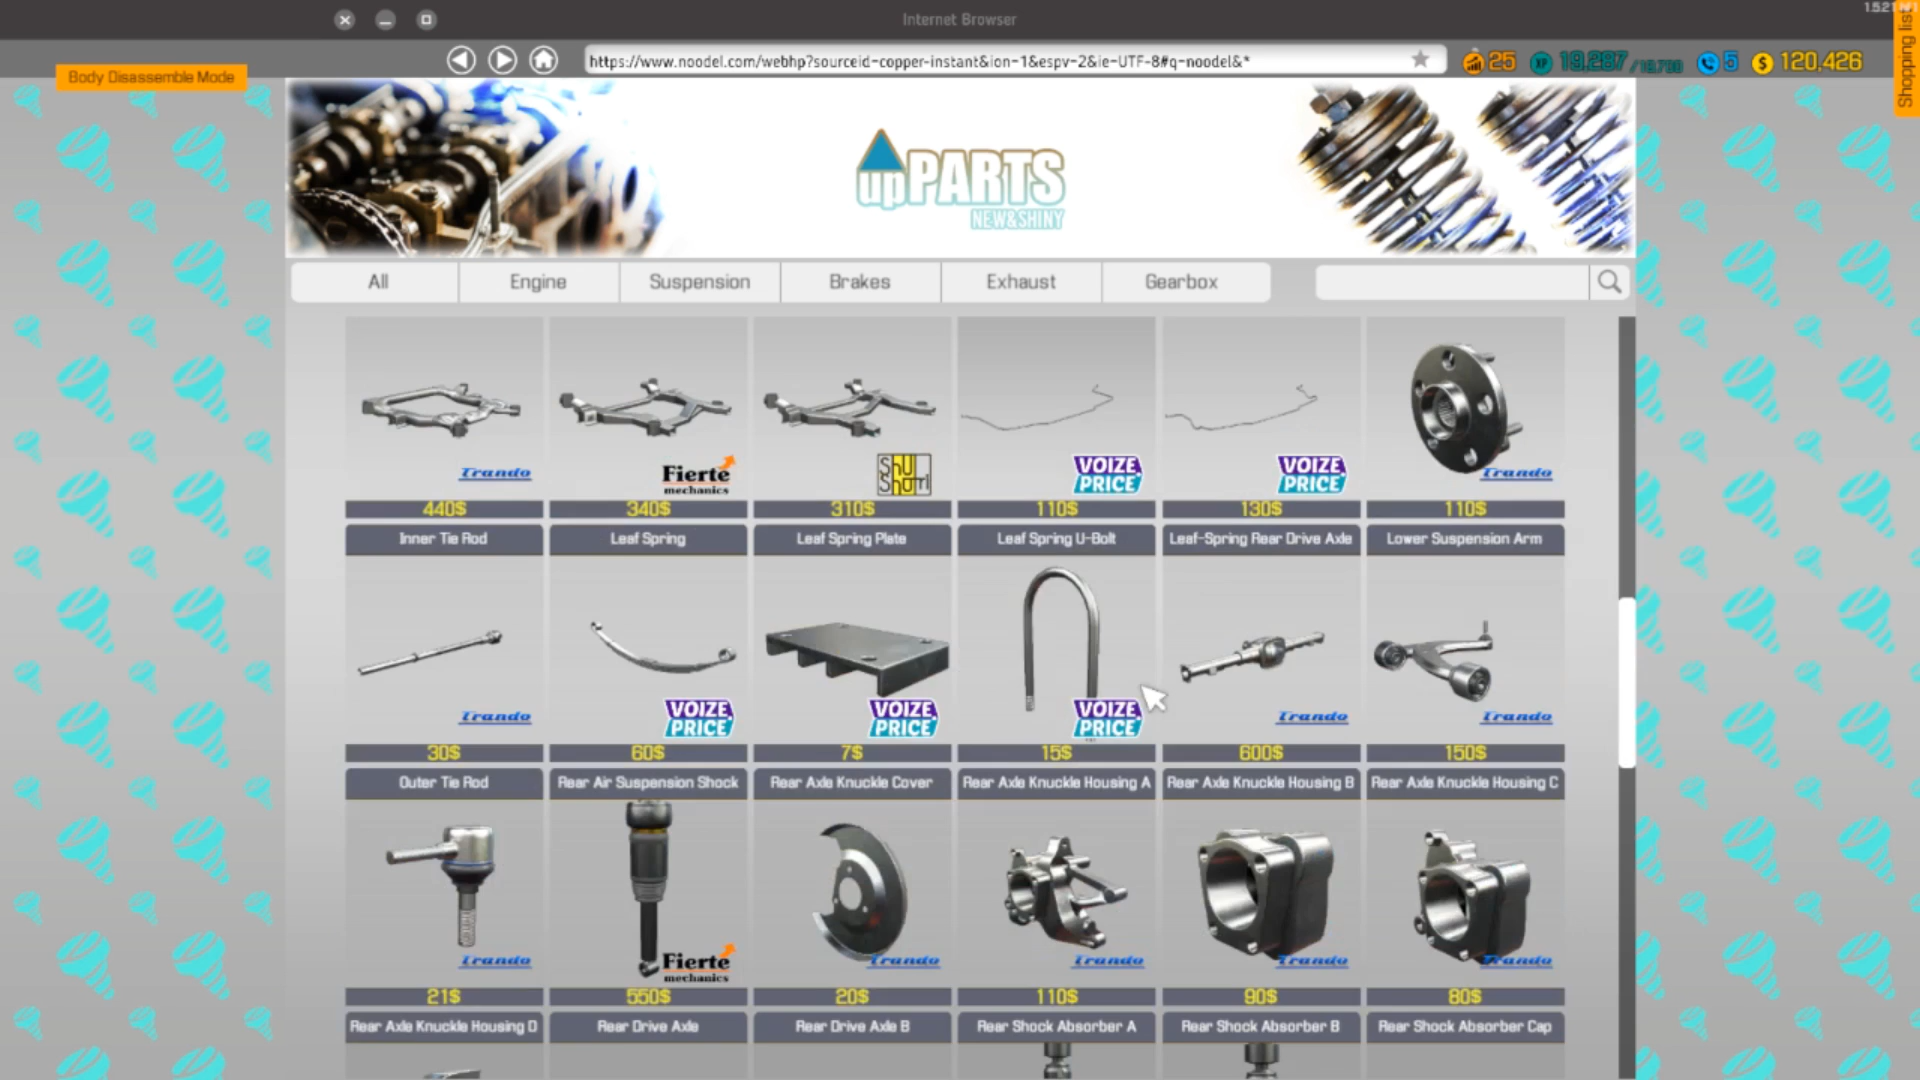 Internet Browser
Body Disassemble Mode
https://www.noodel.com/webhp?sourceid-copper-instant&ion-1&espv-2&ie-UTF-8#q-noodel&*
25
XP
5
$
120,426
Shopping list
upPARTS
NEW&SHINY
All
Engine
Suspension
Brakes
Exhaust
Gearbox
Trando
Fierte
mechanics
VOIZE
PRICE
VOIZE
PRICE
Trando
440$
340$
310$
110$
130$
110$
Inner Tie Rod
Leaf Spring
Leaf Spring Plate
Leaf Spring U-Bolt
Leaf-Spring Rear Drive Axle
Lower Suspension Arm
Trando
VOIZE
PRICE
VOIZE
PRICE
VOIZE
PRICE
Trando
Trando
30$
60$
7$
15$
600$
150$
Outer Tie Rod
Rear Air Suspension Shock
Rear Axle Knuckle Cover
Rear Axle Knuckle Housing A
Rear Axle Knuckle Housing B
Rear Axle Knuckle Housing C
Trando
Fierte
mechanics
Trando
Trando
Trando
Trando
21$
550$
20$
110$
90$
80$
Rear Axle Knuckle Housing D
Rear Drive Axle
Rear Drive Axle B
Rear Shock Absorber A
Rear Shock Absorber B
Rear Shock Absorber Cap